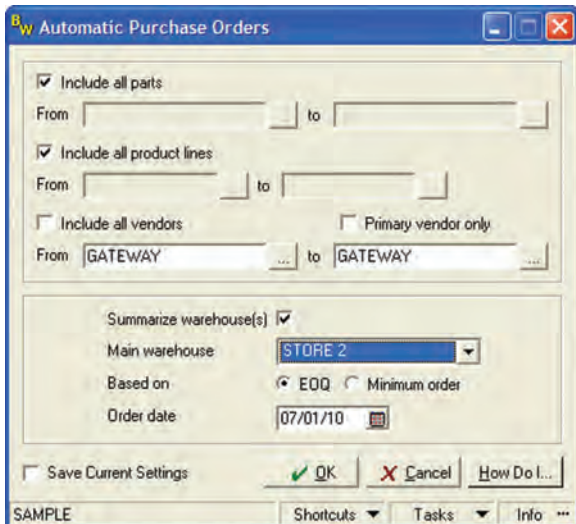 BW Automatic Purchase Orders
Include all parts
From ... to ...
Include all product lines
From ... to ...
Include all vendors Primary vendor only
From GATEWAY ... to GATEWAY ...
Summarize warehouse(s)
Main warehouse STORE 2
Based on EOQ Minimum order
Order date 07/01/10
Save Current Settings OK Cancel How Do I...
SAMPLE Shortcuts Tasks Info ...